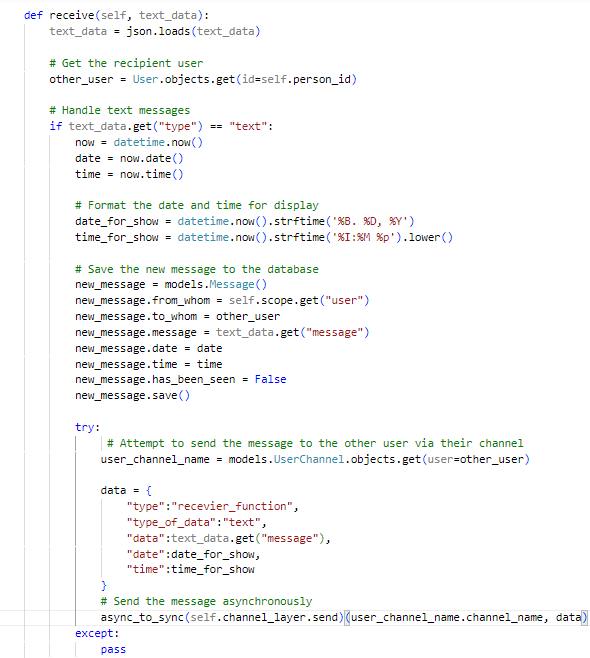 def receive(self, text_data):
text_data = json.loads(text_data)
# Get the recipient user
other_user = User.objects.get(id=self.person_id)
# Handle text messages
if text_data.get("type") == "text":
now = datetime.now()
date = now.date()
time = now.time()
# Format the date and time for display
date_for_show = datetime.now().strftime('%B. %D, %Y')
time_for_show = datetime.now().strftime('%I:%M %p').lower()
# Save the new message to the database
new_message = models.Message()
new_message.from_whom = self.scope.get("user")
new_message.to_whom = other_user
new_message.message = text_data.get("message")
new_message.date = date
new_message.time = time
new_message.has_been_seen = False
new_message.save()
try:
# Attempt to send the message to the other user via their channel
user_channel_name = models.UserChannel.objects.get(user=other_user)
data = {
"type":"recevier_function",
"type_of_data":"text",
"data":text_data.get("message"),
"date":date_for_show,
"time":time_for_show
}
# Send the message asynchronously
async_to_sync(self.channel_layer.send)(user_channel_name.channel_name, data)
except:
pass